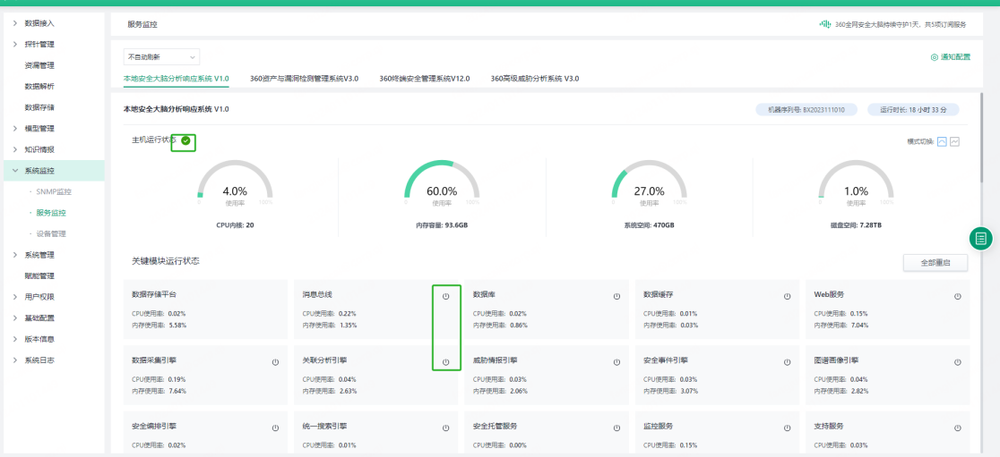 数据接入
探针管理
资漏管理
数据解析
数据存储
模型管理
知识情报
系统监控
· SNMP监控
· 服务监控
· 设备管理
系统管理
赋能管理
用户权限
基础配置
版本信息
系统日志
服务监控
360全网安全大脑持续守护1天，共5项订阅服务
不自动刷新
通知配置
本地安全大脑分析响应系统 V1.0 360资产与漏洞检测管理系统V3.0 360终端安全管理系统V12.0 360高级威胁分析系统 V3.0
本地安全大脑分析响应系统 V1.0
机器序列号: BX2023111010 运行时长: 18 小时 33 分
主机运行状态
模式切换:
4.0% 60.0% 27.0% 1.0%
0 使用率 100% 0 使用率 100% 0 使用率 100% 0 使用率 100%
CPU内核: 20 内存容量: 93.6GB 系统空间: 470GB 磁盘空间: 7.28TB
关键模块运行状态
全部重启
数据存储平台 消息总线 数据库 数据缓存 Web服务
CPU使用率: 0.02% CPU使用率: 0.22% CPU使用率: 0.02% CPU使用率: 0.01% CPU使用率: 0.15%
内存使用率: 5.58% 内存使用率: 1.35% 内存使用率: 0.86% 内存使用率: 0.03% 内存使用率: 7.04%
数据采集引擎 关联分析引擎 威胁情报引擎 安全事件引擎 图谱画像引擎
CPU使用率: 0.19% CPU使用率: 0.04% CPU使用率: 0.03% CPU使用率: 0.03% CPU使用率: 0.04%
内存使用率: 7.64% 内存使用率: 2.63% 内存使用率: 2.06% 内存使用率: 3.07% 内存使用率: 2.82%
安全编排引擎 统一搜索引擎 安全托管服务 监控服务 支持服务
CPU使用率: 0.02% CPU使用率: 0.01% CPU使用率: 0.00% CPU使用率: 0.15% CPU使用率: 0.03%